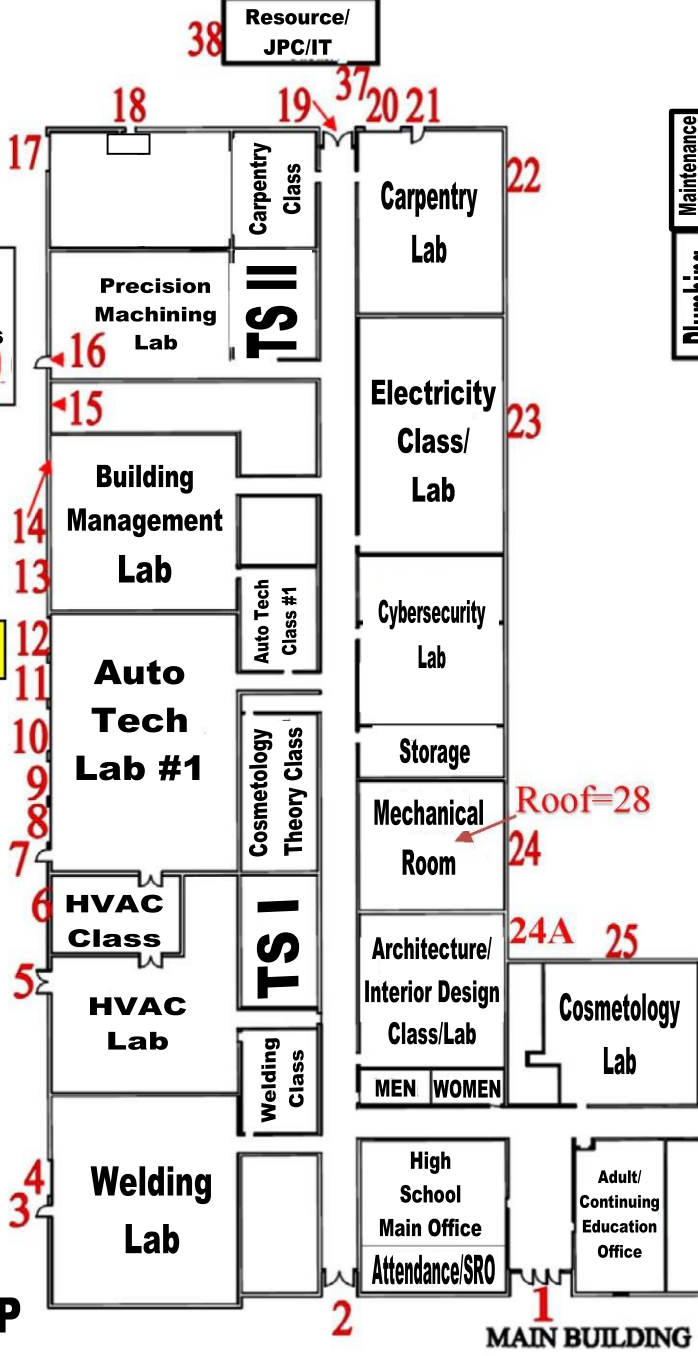 Resource/
JPC/IT
38
37
18
19
20
21
17
22
Carpentry
Class
Carpentry
Lab
Maintenance
Precision
Machining
Lab
TS II
Plumbing
16
15
Electricity
Class/
Lab
23
Building
Management
Lab
14
13
Auto Tech
Class #1
Cybersecurity
Lab
12
11
Auto
Tech
Lab #1
10
9
8
7
Cosmetology
Theory Class
Storage
Mechanical
Room
Roof=28
24
6
HVAC
Class
TS I
24A
25
Architecture/
Interior Design
Class/Lab
5
HVAC
Lab
Cosmetology
Lab
Welding
Class
MEN
WOMEN
4
3
Welding
Lab
High
School
Main Office
Attendance/SRO
Adult/
Continuing
Education
Office
P
2
1
MAIN BUILDING